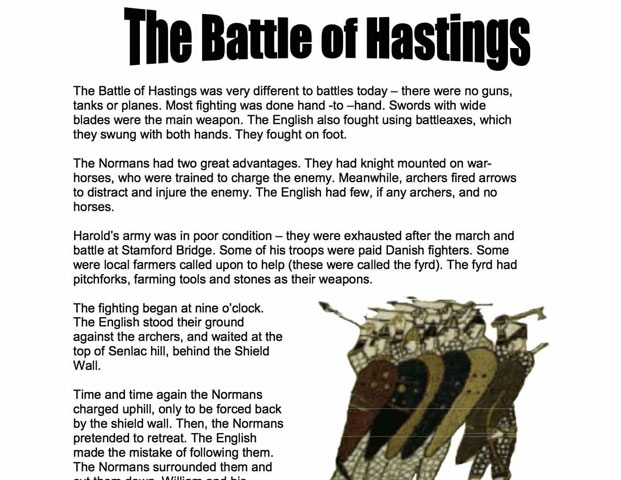 The Battle of Hastings
The Battle of Hastings was very different to battles today – there were no guns,
tanks or planes. Most fighting was done hand -to –hand. Swords with wide
blades were the main weapon. The English also fought using battleaxes, which
they swung with both hands. They fought on foot.
The Normans had two great advantages. They had knight mounted on war-
horses, who were trained to charge the enemy. Meanwhile, archers fired arrows
to distract and injure the enemy. The English had few, if any archers, and no
horses.
Harold's army was in poor condition – they were exhausted after the march and
battle at Stamford Bridge. Some of his troops were paid Danish fighters. Some
were local farmers called upon to help (these were called the fyrd). The fyrd had
pitchforks, farming tools and stones as their weapons.
The fighting began at nine o'clock.
The English stood their ground
against the archers, and waited at the
top of Senlac hill, behind the Shield
Wall.
Time and time again the Normans
charged uphill, only to be forced back
by the shield wall. Then, the Normans
pretended to retreat. The English
made the mistake of following them.
The Normans surrounded them and
cut them down. William and his